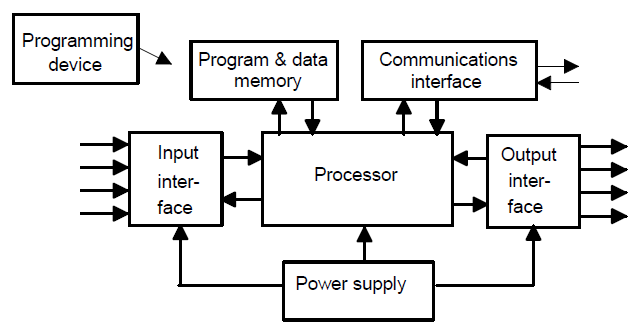 Programming
device
Program & data
memory
Communications
interface
Input
inter-
face
Processor
Output
inter-
face
Power supply